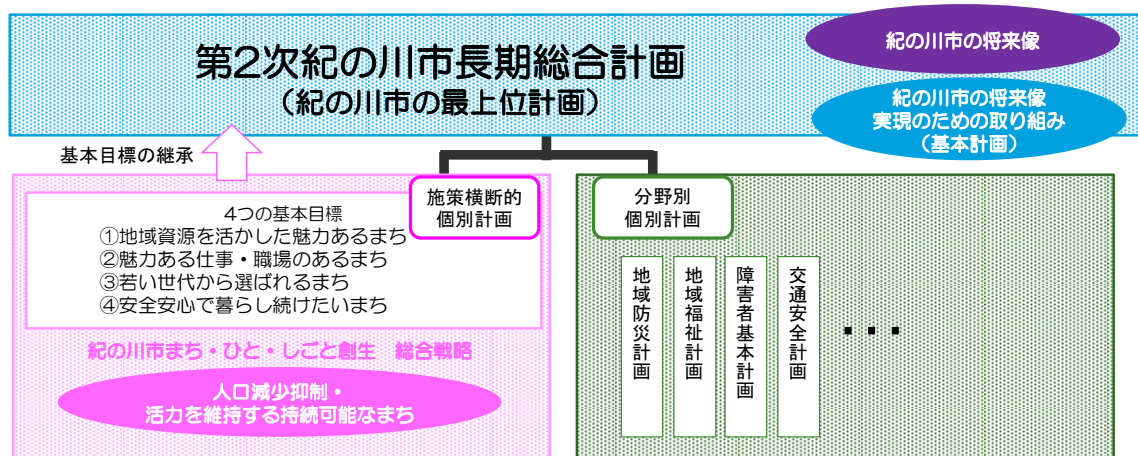 第2次紀の川市長期総合計画
（紀の川市の最上位計画）
紀の川市の将来像
紀の川市の将来像
実現のための取り組み
（基本計画）
基本目標の継承
施策横断的
個別計画
4つの基本目標
①地域資源を活かした魅力あるまち
②魅力ある仕事・職場のあるまち
③若い世代から選ばれるまち
④安全安心で暮らし続けたいまち
紀の川市まち・ひと・しごと創生　総合戦略
人口減少抑制・
活力を維持する持続可能なまち
分野別
個別計画
地域防災計画
地域福祉計画
障害者基本計画
交通安全計画
・・・